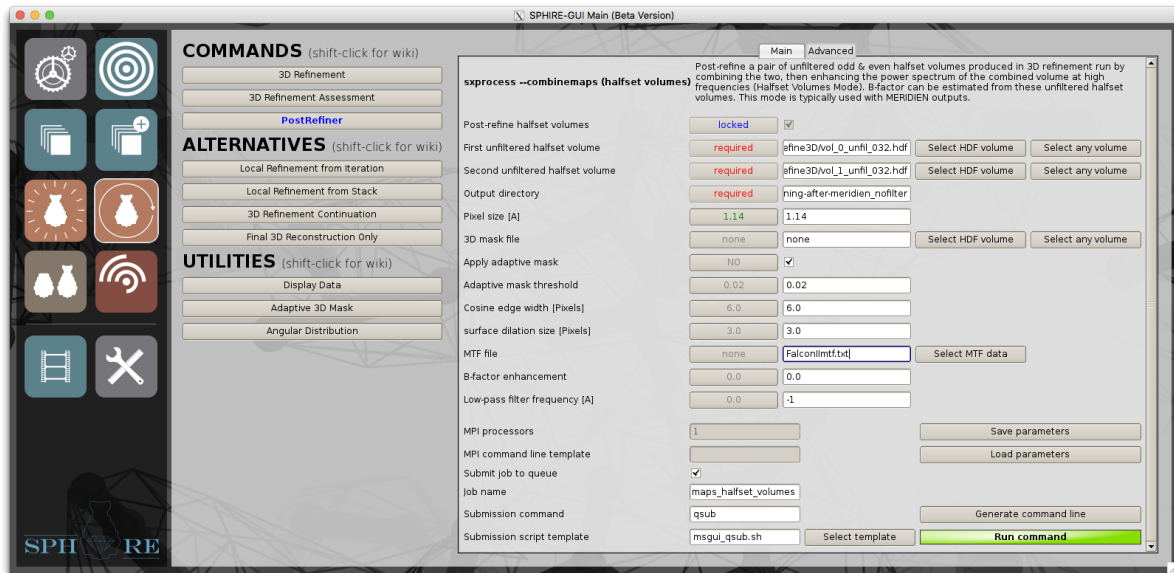 SPHIRE-GUI Main (Beta Version)
COMMANDS (shift-click for wiki)
3D Refinement
3D Refinement Assessment
PostRefiner
ALTERNATIVES (shift-click for wiki)
Local Refinement from Iteration
Local Refinement from Stack
3D Refinement Continuation
Final 3D Reconstruction Only
UTILITIES (shift-click for wiki)
Display Data
Adaptive 3D Mask
Angular Distribution
SPHIRE
Main Advanced
sxprocess --combinemaps (halfset volumes)
Post-refine a pair of unfiltered odd & even halfset volumes produced in 3D refinement run by
combining the two, then enhancing the power spectrum of the combined volume at high
frequencies (Halfset Volumes Mode). B-factor can be estimated from these unfiltered halfset
volumes. This mode is typically used with MERIDIEN outputs.
Post-refine halfset volumes locked
First unfiltered halfset volume required efine3D/vol_0_unfil_032.hdf Select HDF volume Select any volume
Second unfiltered halfset volume required efine3D/vol_1_unfil_032.hdf Select HDF volume Select any volume
Output directory required ning-after-meridien_nofilter
Pixel size [A] 1.14 1.14
3D mask file none none Select HDF volume Select any volume
Apply adaptive mask NO
Adaptive mask threshold 0.02 0.02
Cosine edge width [Pixels] 6.0 6.0
surface dilation size [Pixels] 3.0 3.0
MTF file none FalconIImtf.txt Select MTF data
B-factor enhancement 0.0 0.0
Low-pass filter frequency [A] 0.0 -1
MPI processors 1 Save parameters
MPI command line template Load parameters
Submit job to queue
Job name maps_halfset_volumes
Submission command qsub Generate command line
Submission script template msgui_qsub.sh Select template Run command